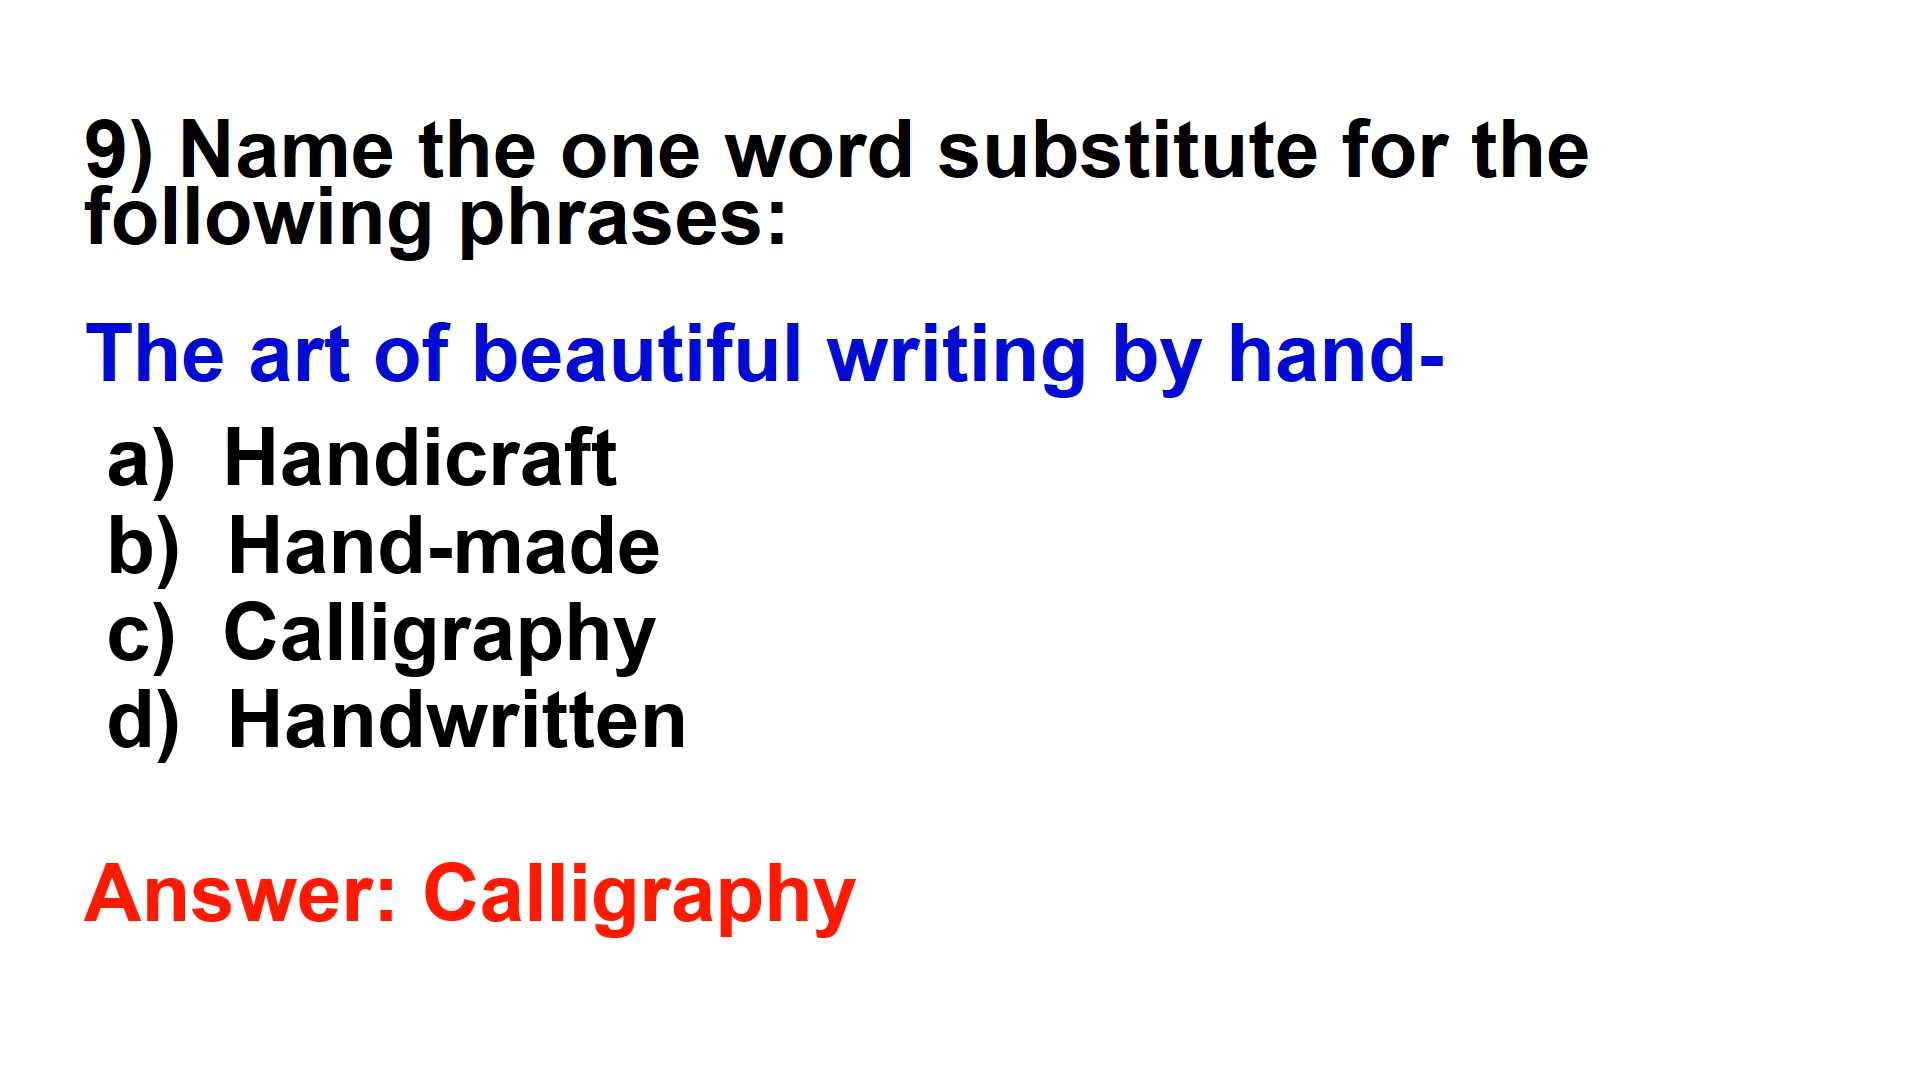 9) Name the one word substitute for the
following phrases:
The art of beautiful writing by hand-
a) Handicraft
b) Hand-made
c) Calligraphy
d) Handwritten
Answer: Calligraphy